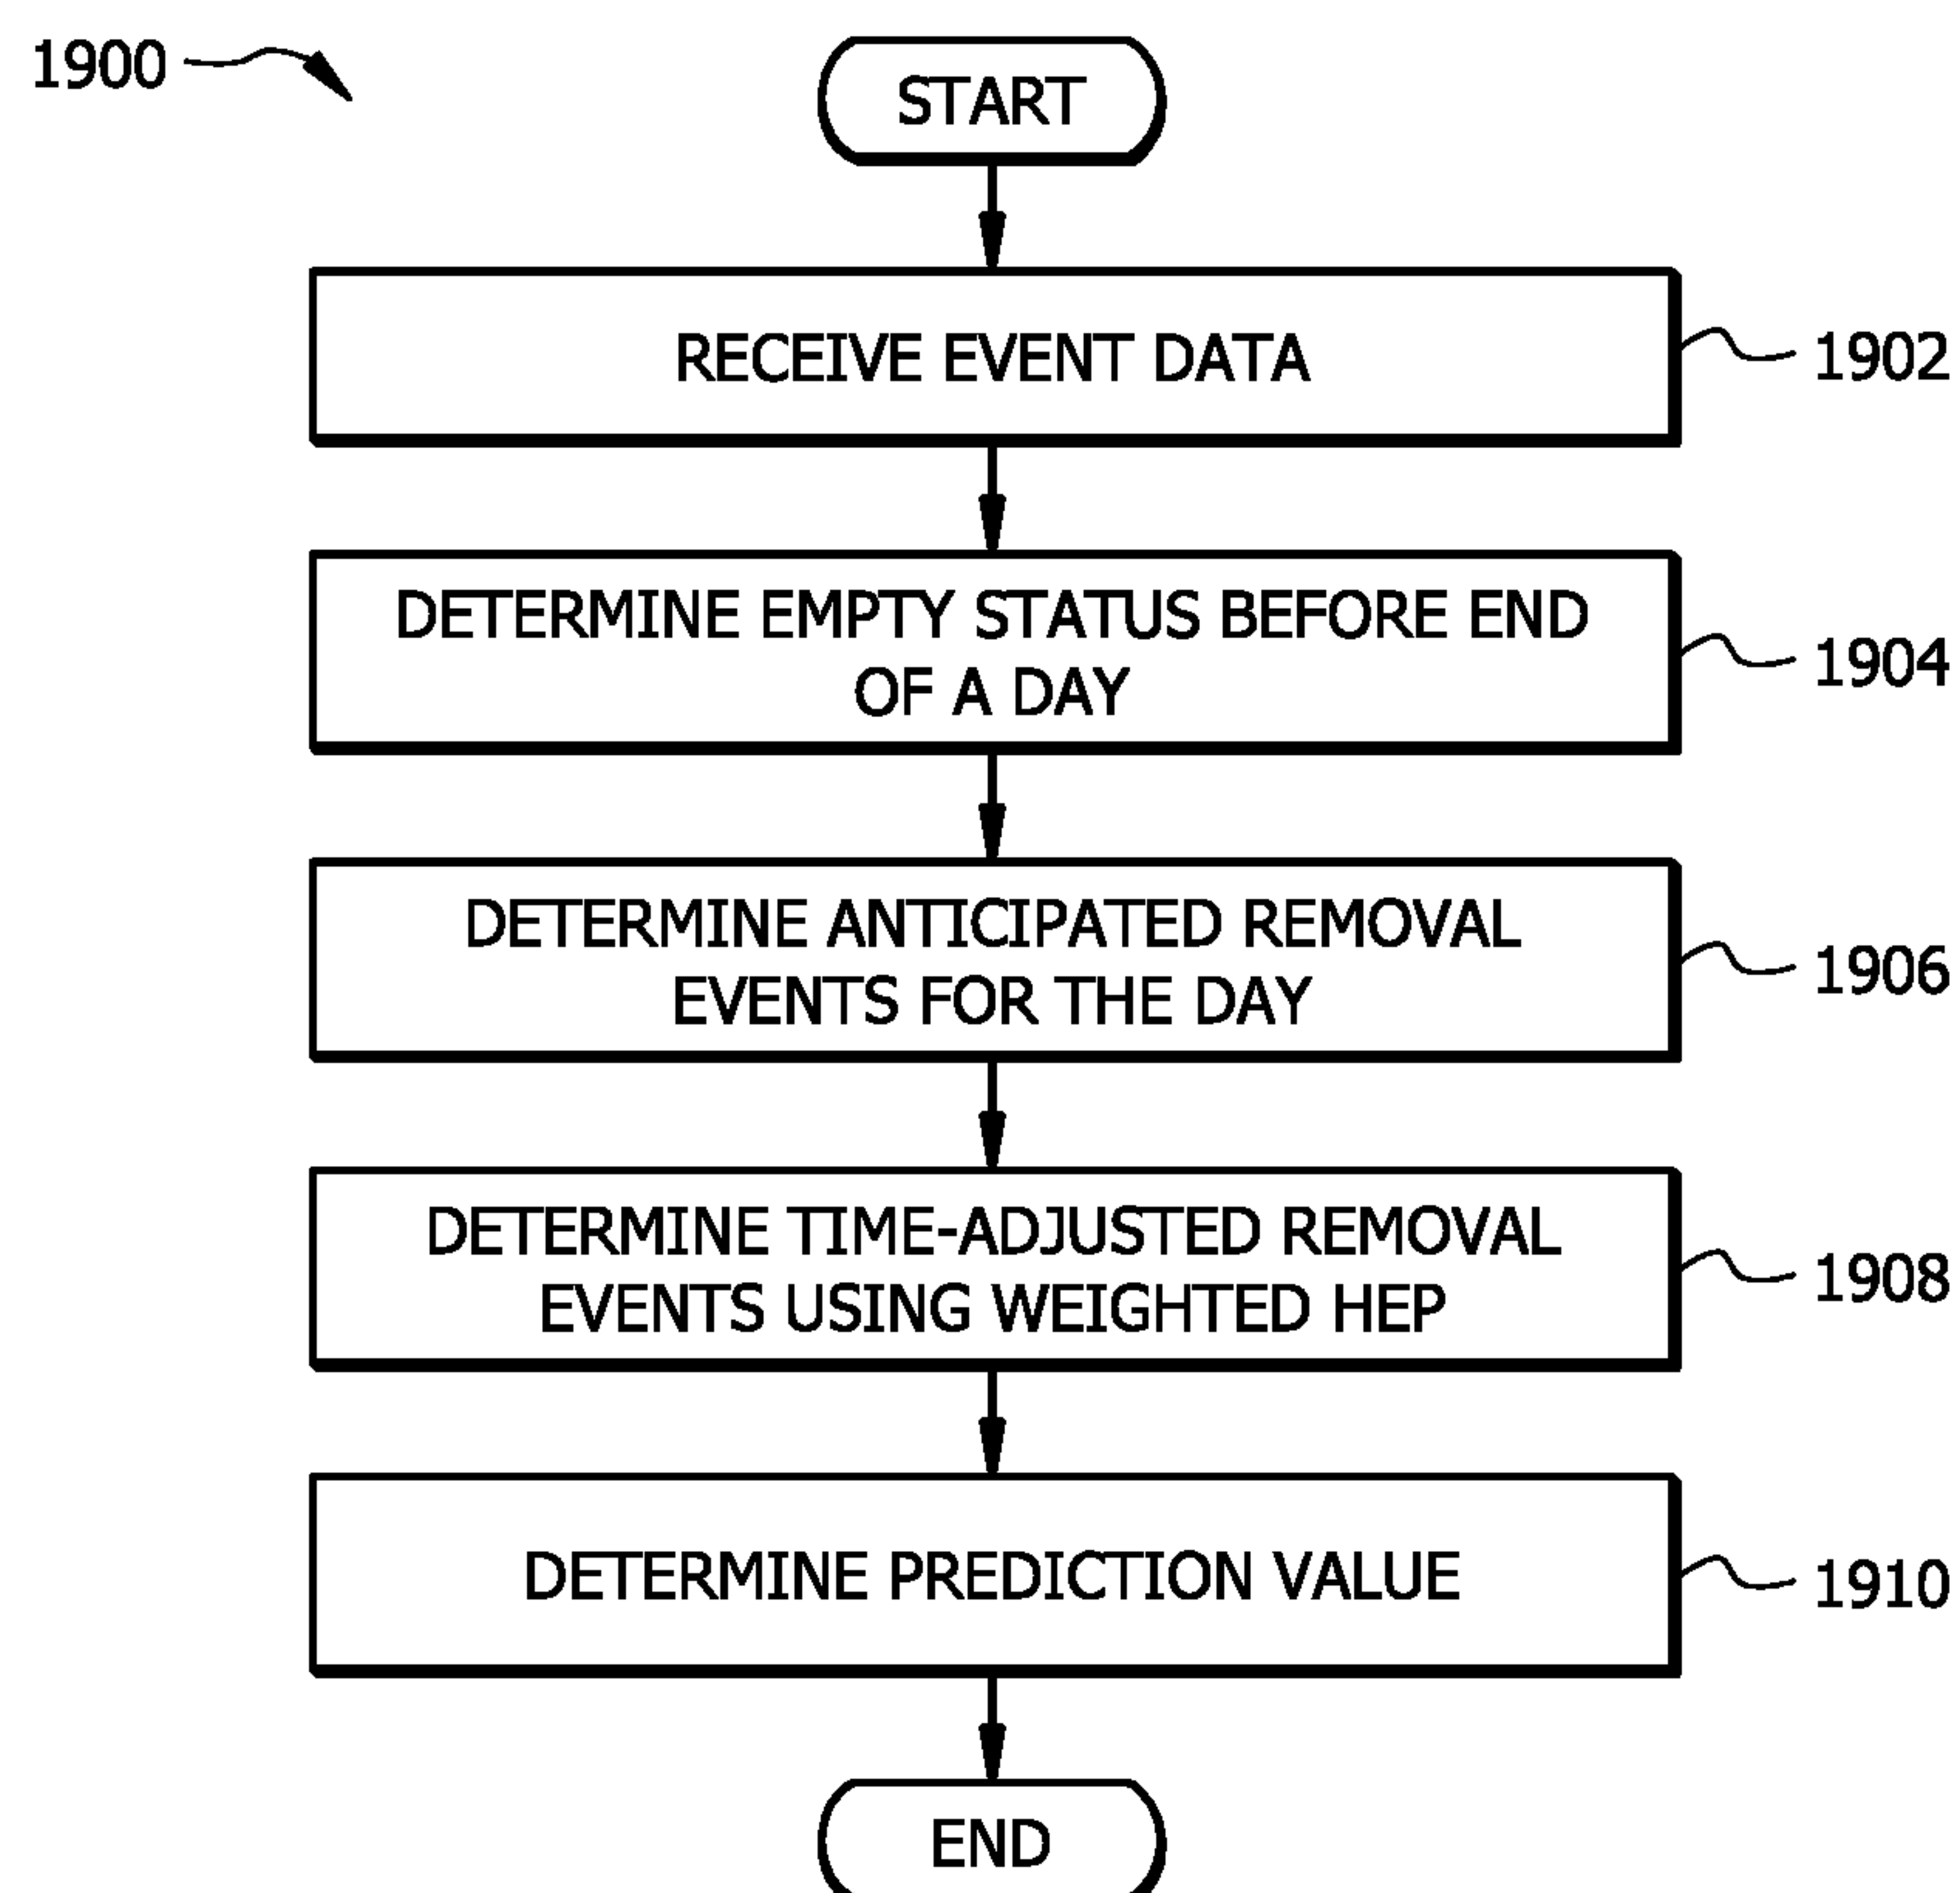 1900
START
RECEIVE EVENT DATA
1902
DETERMINE EMPTY STATUS BEFORE END
OF A DAY
1904
DETERMINE ANTICIPATED REMOVAL
EVENTS FOR THE DAY
1906
DETERMINE TIME-ADJUSTED REMOVAL
EVENTS USING WEIGHTED HEP
1908
DETERMINE PREDICTION VALUE
1910
END